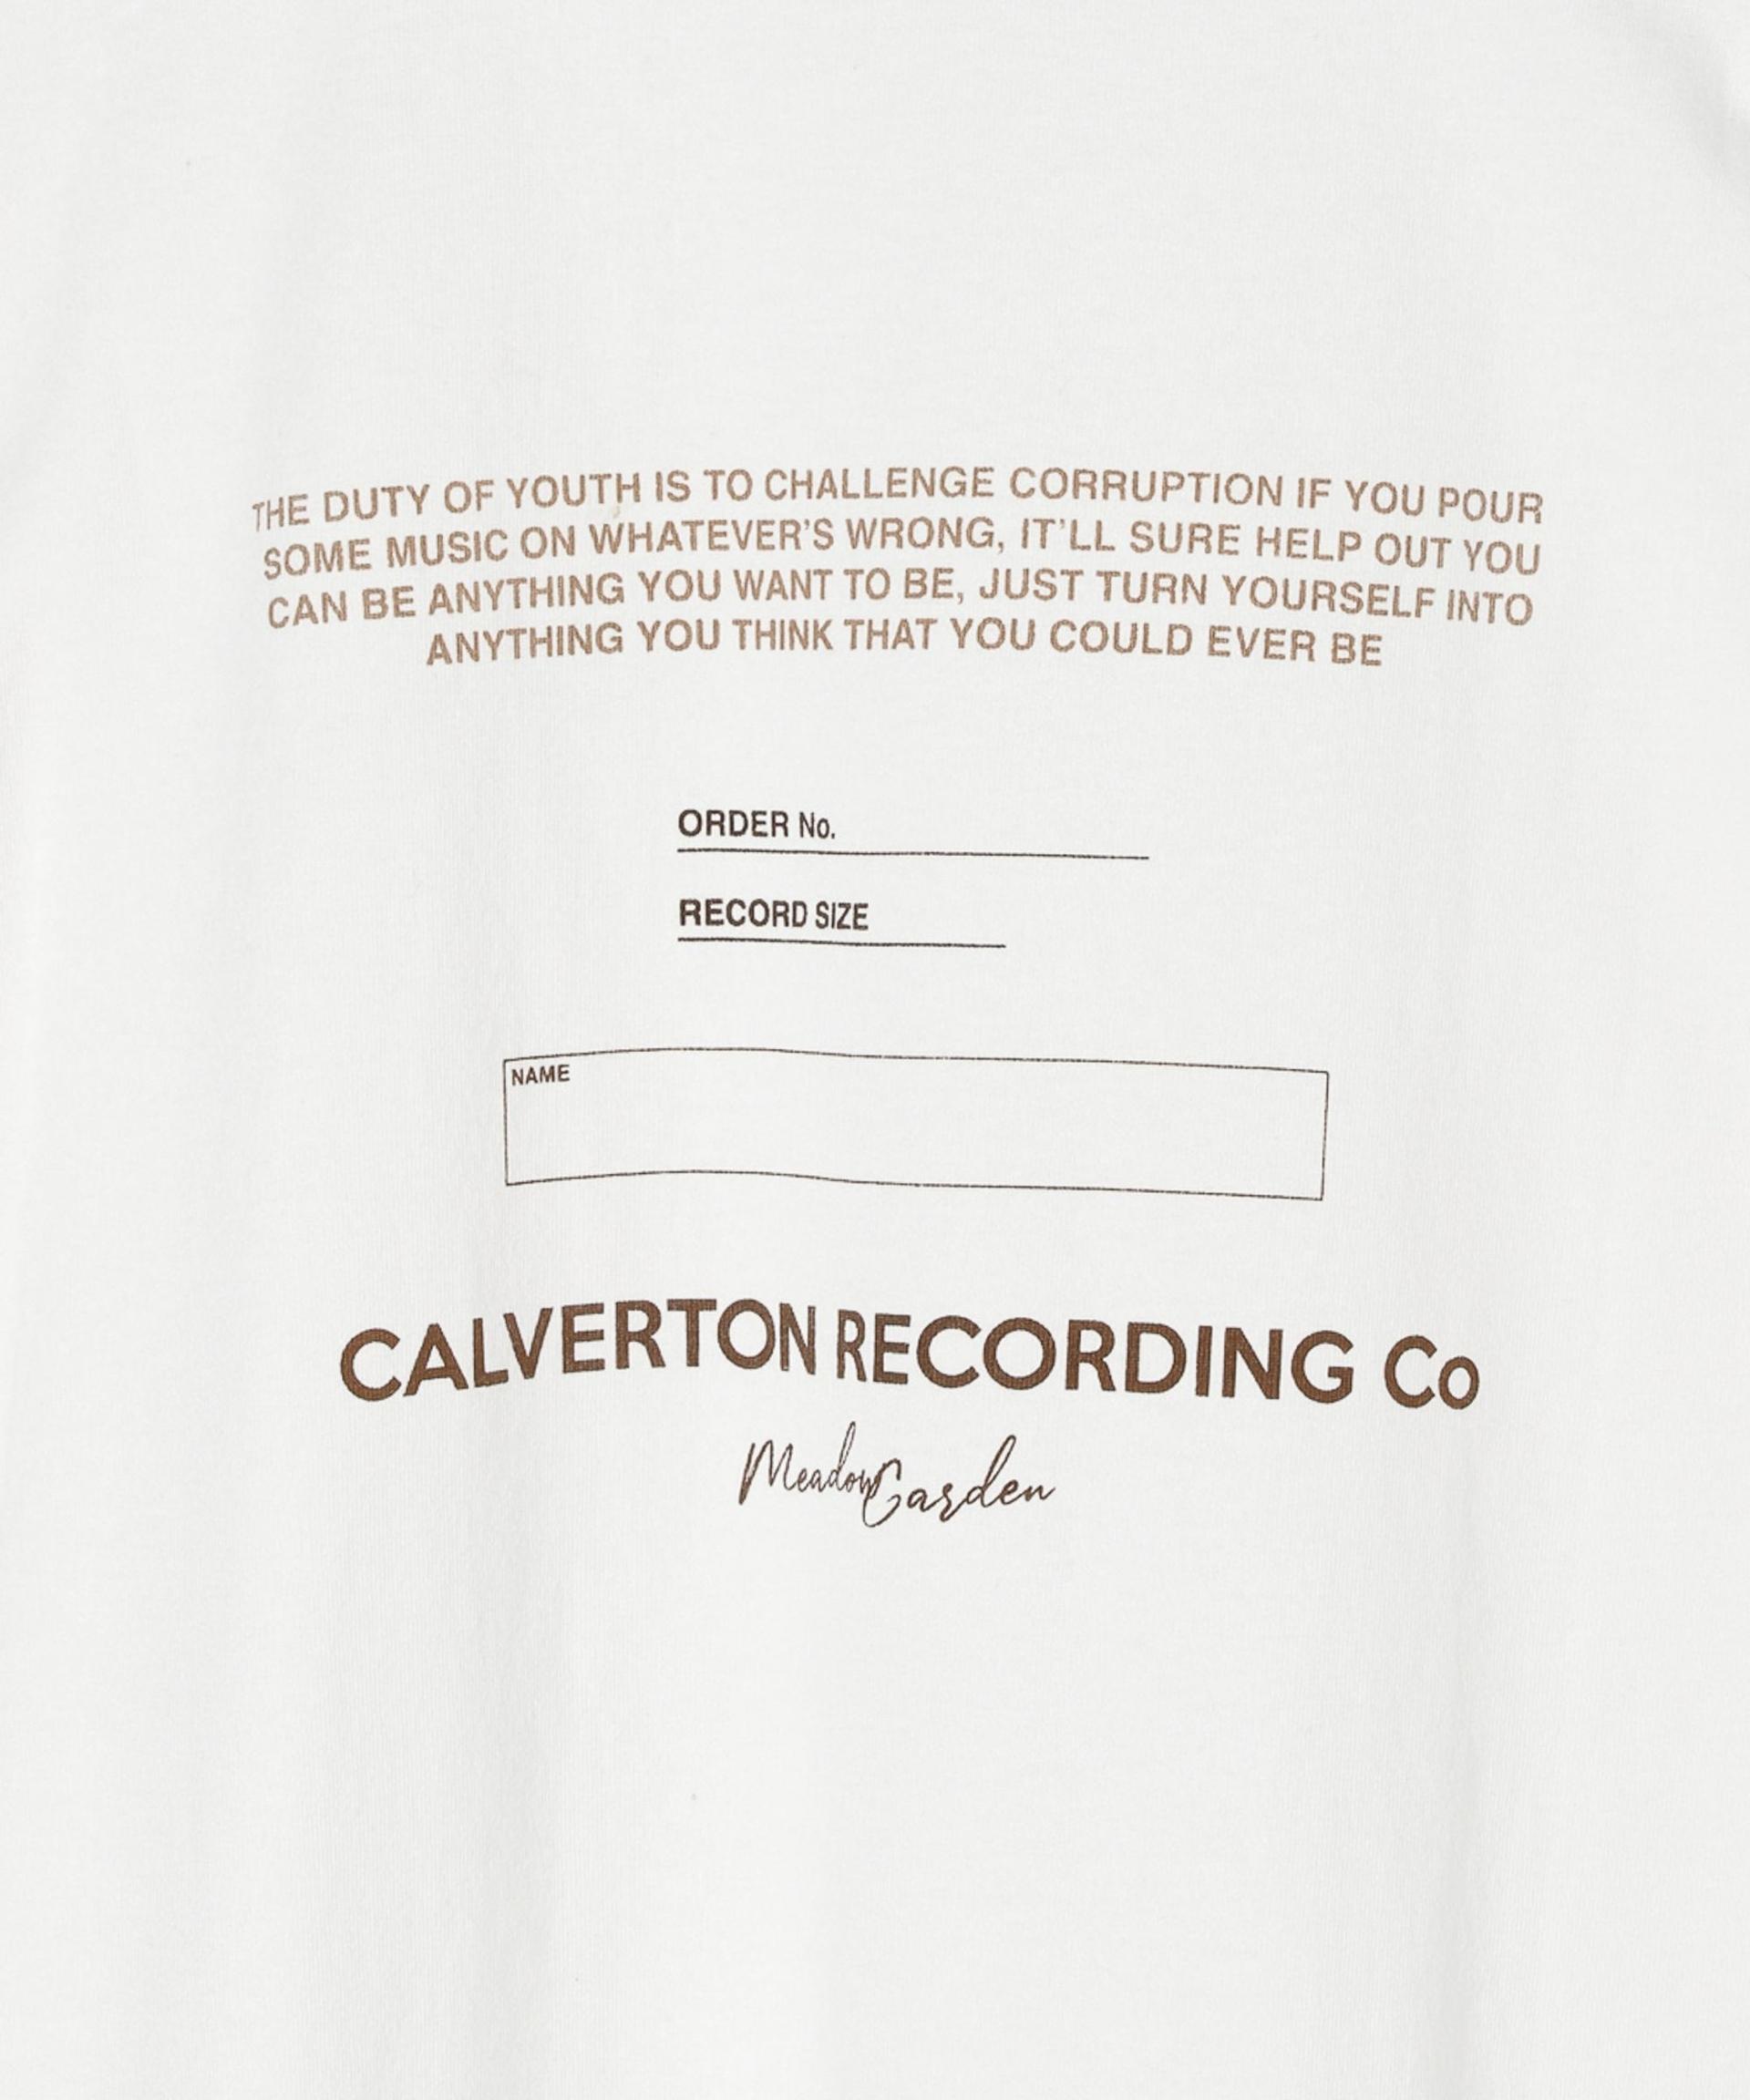 THE DUTY OF YOUTH IS TO CHALLENGE CORRUPTION IF YOU POUR
SOME MUSIC ON WHATEVER'S WRONG, IT'LL SURE HELP OUT YOU
CAN BE ANYTHING YOU WANT TO BE, JUST TURN YOURSELF INTO
ANYTHING YOU THINK THAT YOU COULD EVER BE
ORDER No.
RECORD SIZE
NAME
CALVERTON RECORDING Co
Meadow Garden